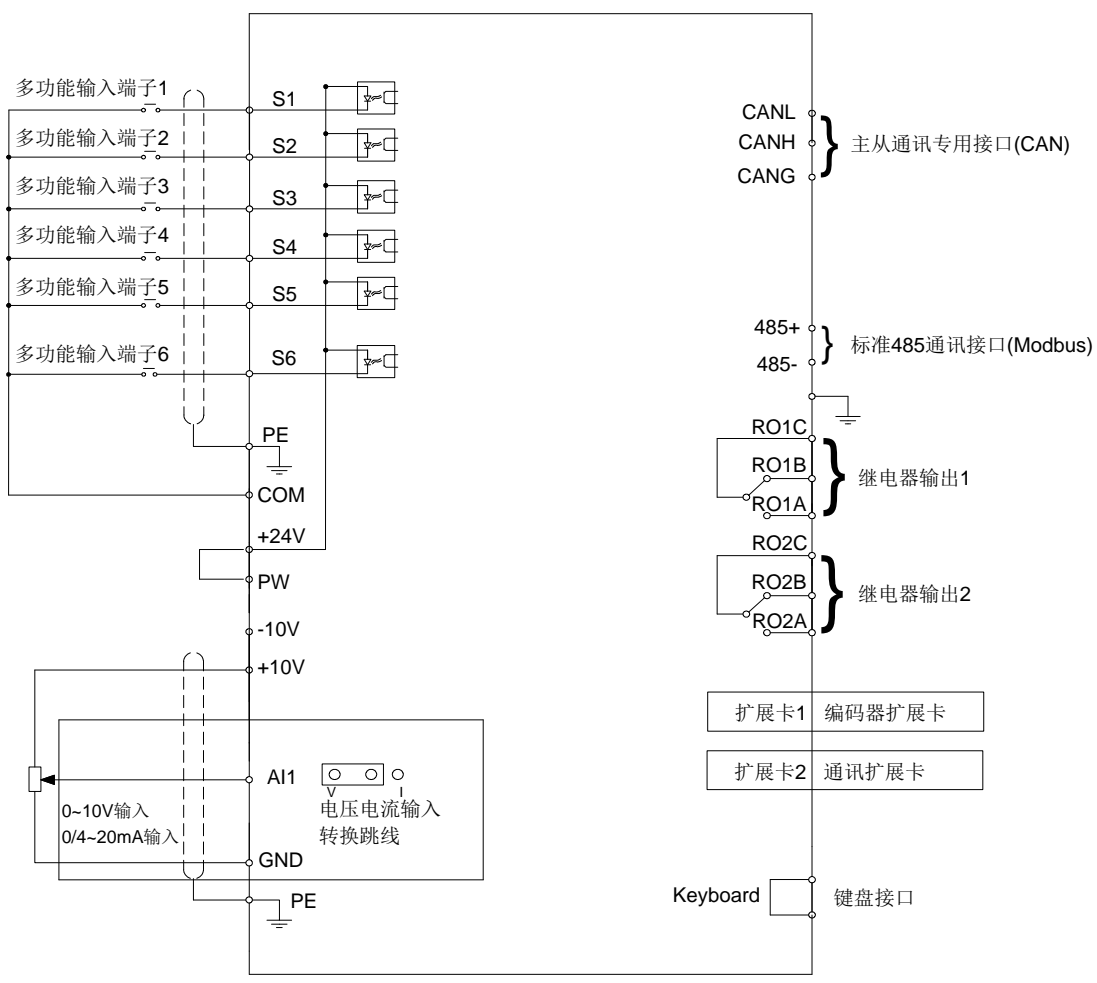 多功能输入端子1
S1
多功能输入端子2
S2
多功能输入端子3
S3
多功能输入端子4
S4
多功能输入端子5
S5
多功能输入端子6
S6
PE
COM
+24V
PW
-10V
+10V
AI1
V
I
电压电流输入
转换跳线
0~10V输入
0/4~20mA输入
GND
PE
CANL
CANH
CANG
主从通讯专用接口(CAN)
485+
485-
标准485通讯接口(Modbus)
RO1C
RO1B
RO1A
继电器输出1
RO2C
RO2B
RO2A
继电器输出2
扩展卡1 编码器扩展卡
扩展卡2 通讯扩展卡
Keyboard 键盘接口